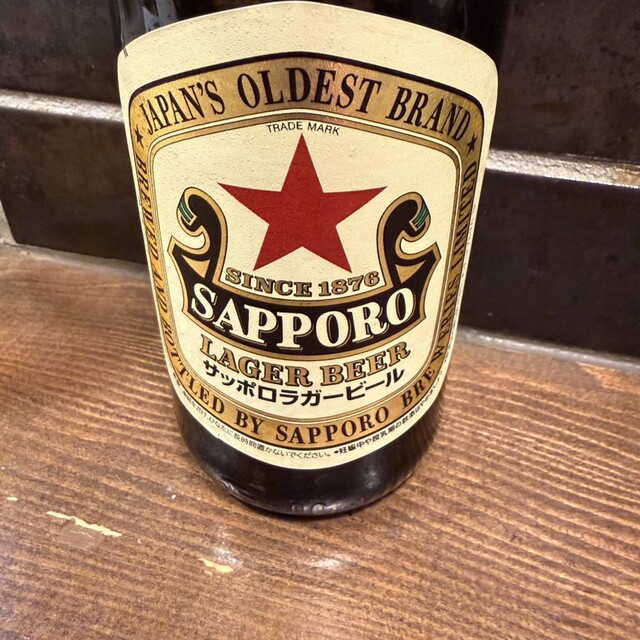 ★ JAPAN'S OLDEST BRAND ★
TRADE MARK
SINCE 1876
SAPPORO
LAGER BEER
サッポロラガービール
BREWED AND BOTTLED BY SAPPORO BREWERIES LIMITED